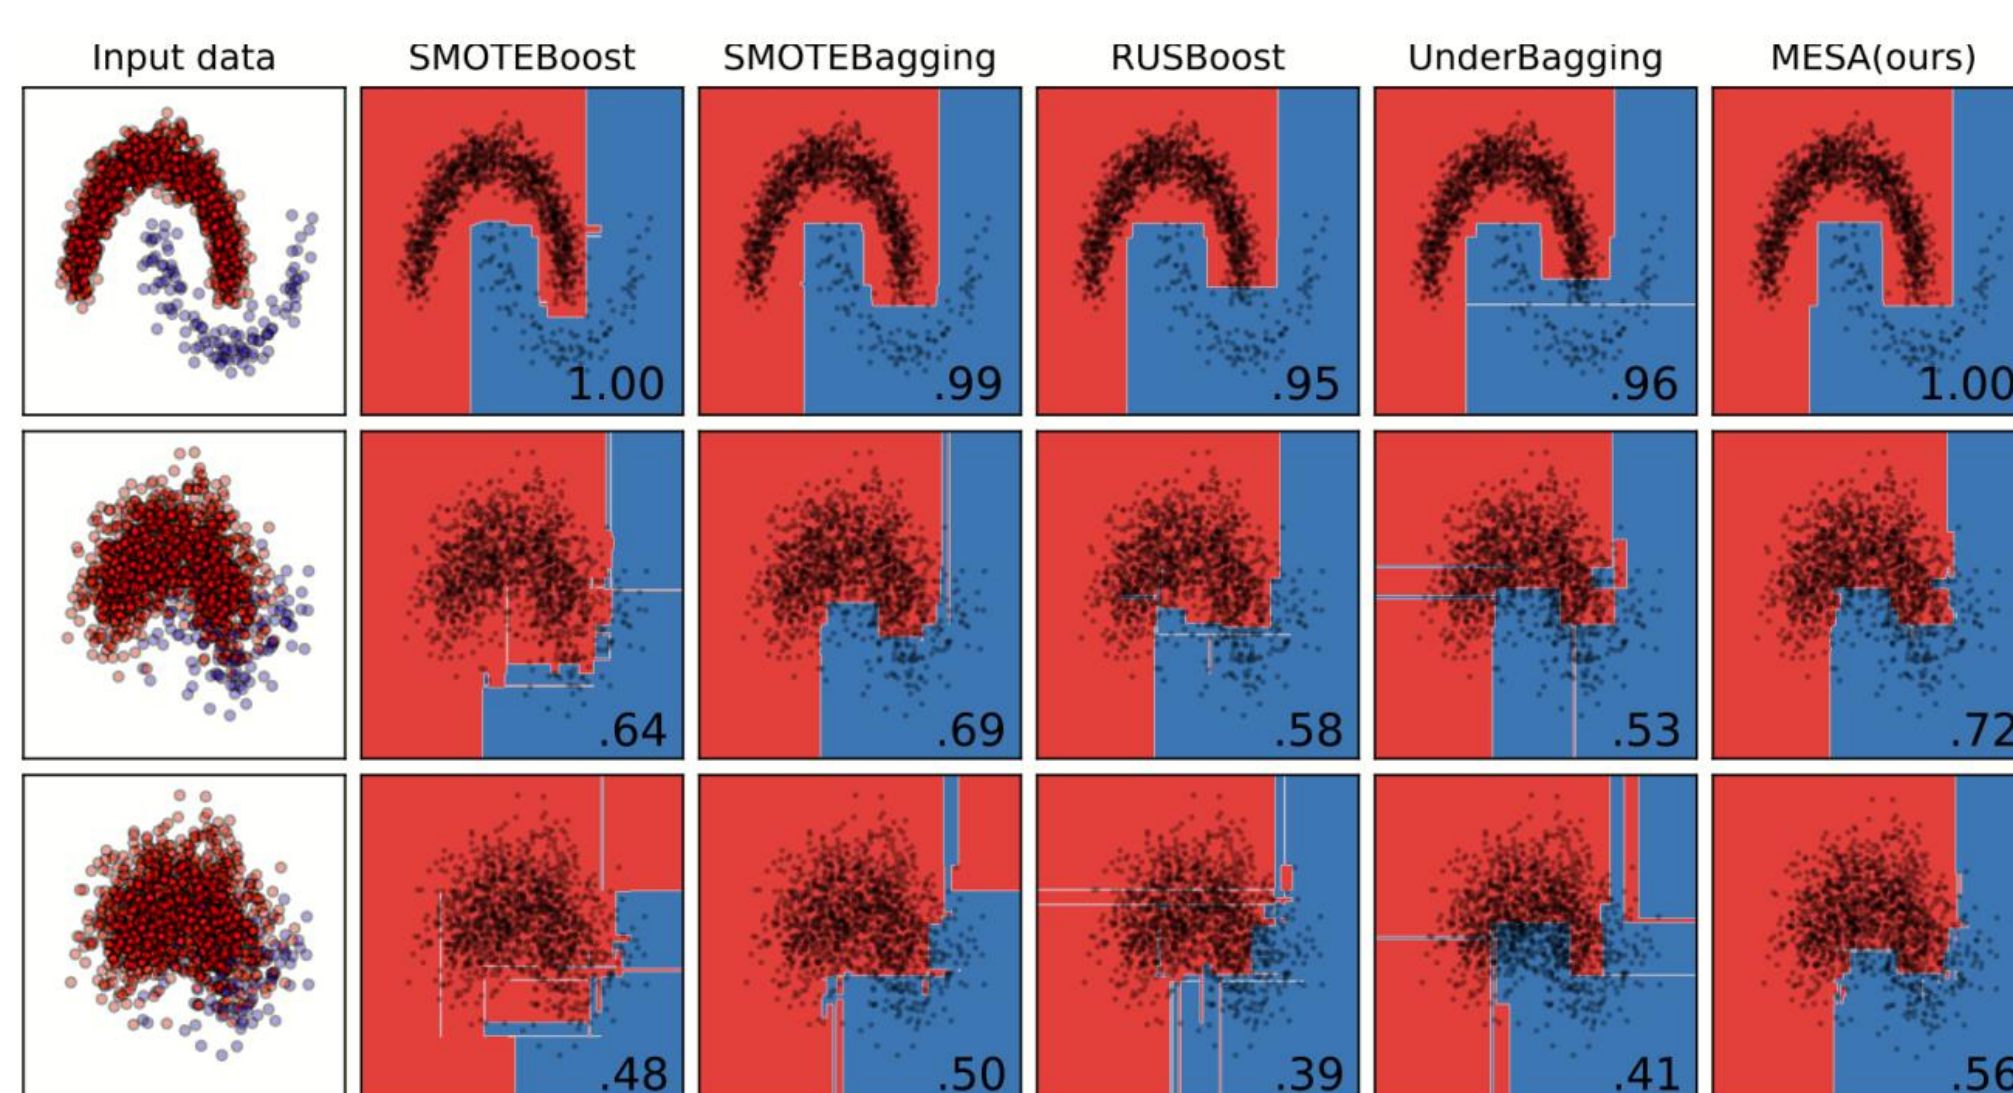 Input data SMOTEBoost SMOTEBagging RUSBoost UnderBagging MESA(ours)
1.00 .99 .95 .96 1.00
.64 .69 .58 .53 .72
.48 .50 .39 .41 .56